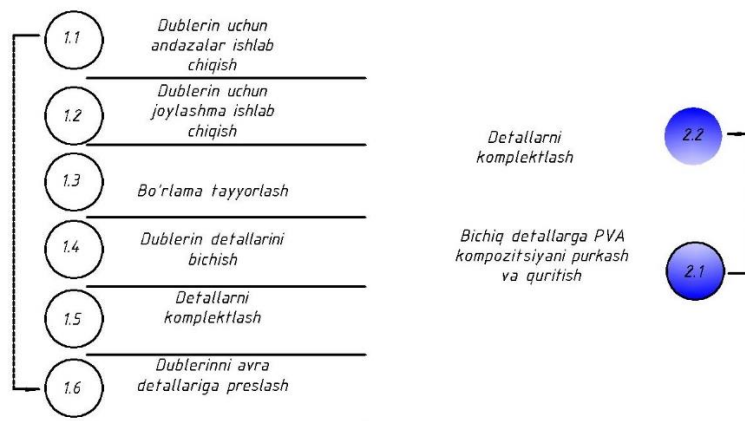 1.1
Dublerin uchun
andazalar ishlab
chiqish
1.2
Dublerin uchun
joylashma ishlab
chiqish
1.3
Bo'rlama tayyorlash
1.4
Dublerin detallarini
bichish
1.5
Detallarni
komplektlash
1.6
Dublerinni avra
detallariga preslash
Detallarni
komplektlash
2.2
Bichiq detallarga PVA
kompozitsiyani purkash
va quritish
2.1